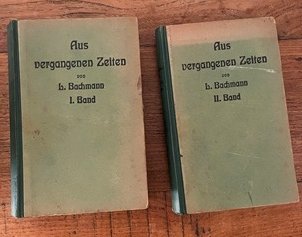 Aus
vergangenen Zeiten
von
L. Bachmann
I. Band
Aus
vergangenen Zeiten
von
L. Bachmann
II. Band